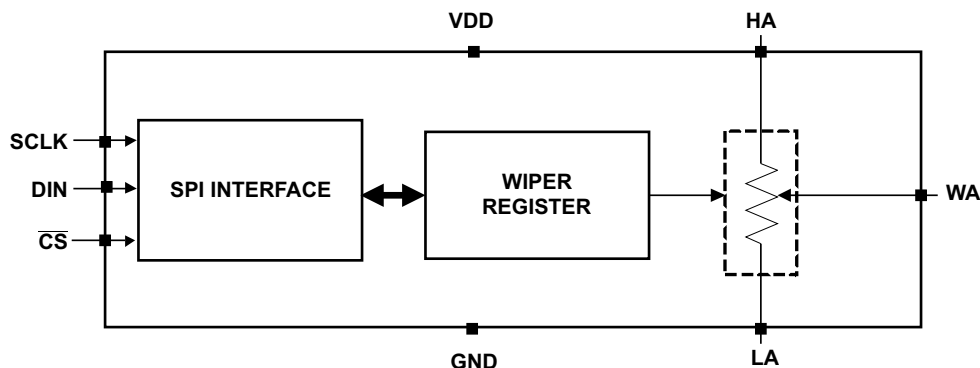 VDD
HA
SCLK
DIN
CS
SPI INTERFACE
WIPER
REGISTER
WA
GND
LA